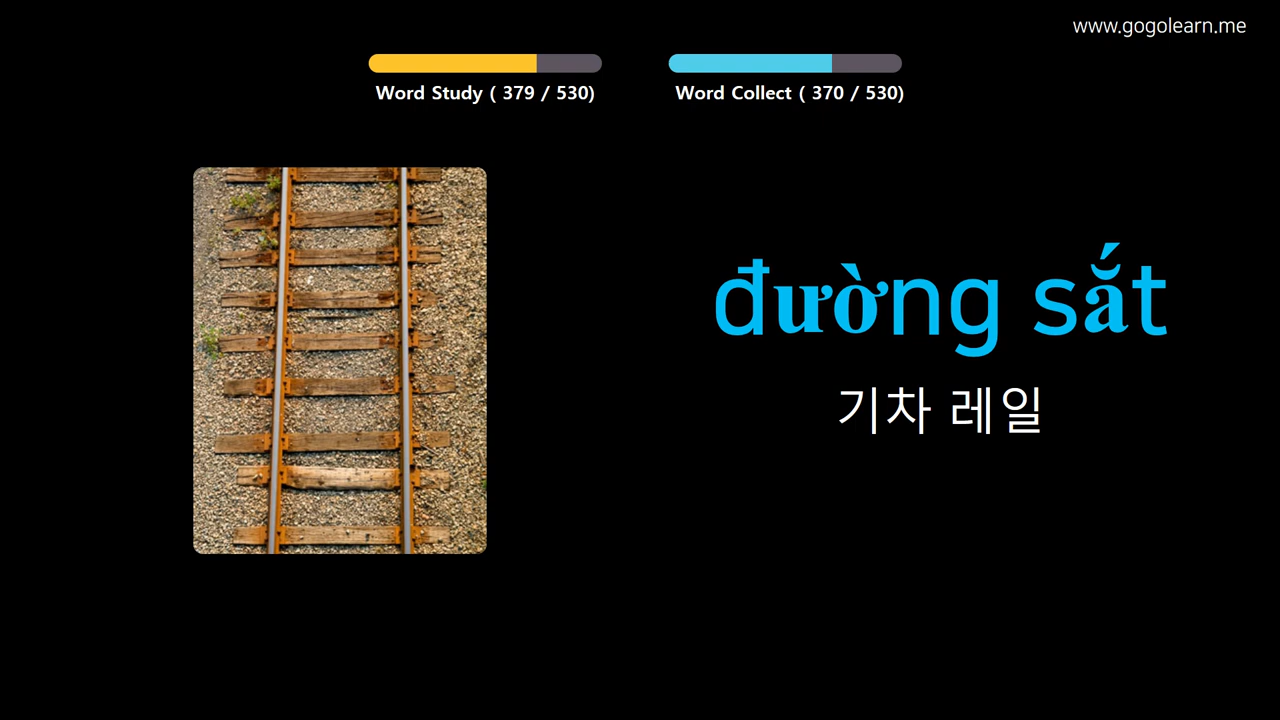 www.gogolearn.me
Word Study ( 379 / 530)
Word Collect ( 370 / 530)
đường sắt
기차 레일